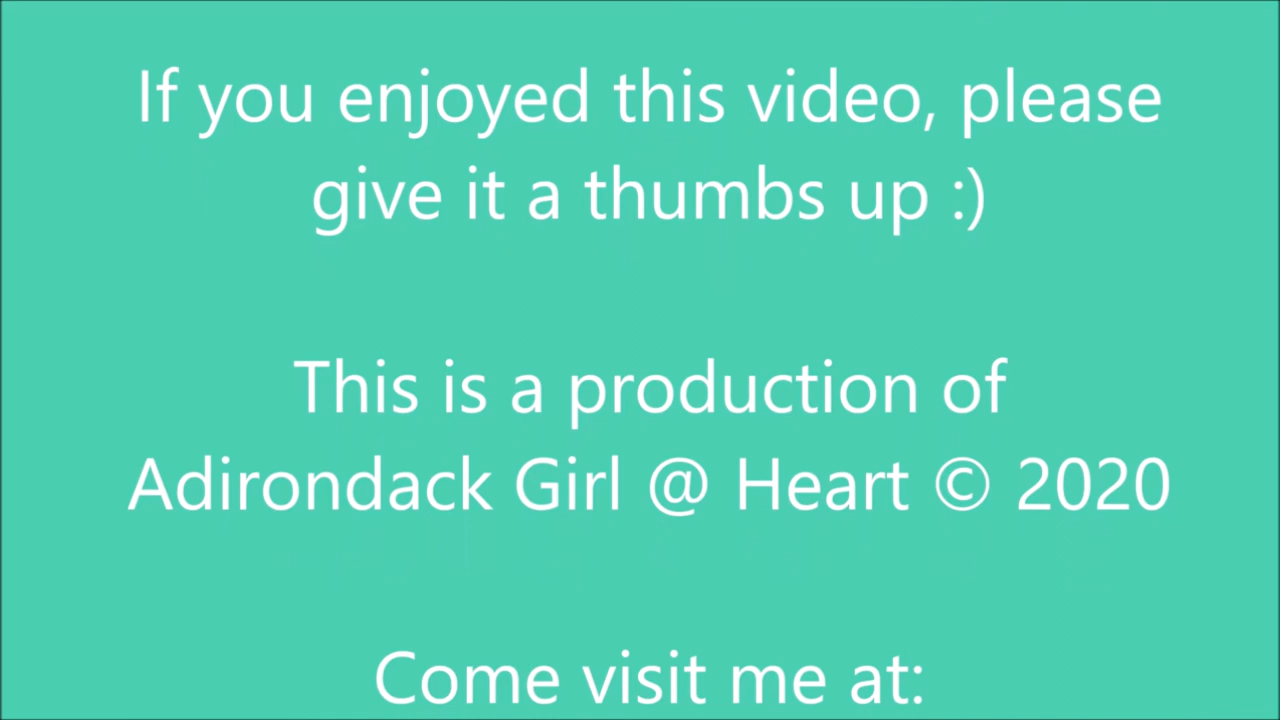 If you enjoyed this video, please
give it a thumbs up :)
This is a production of
Adirondack Girl @ Heart © 2020
Come visit me at: